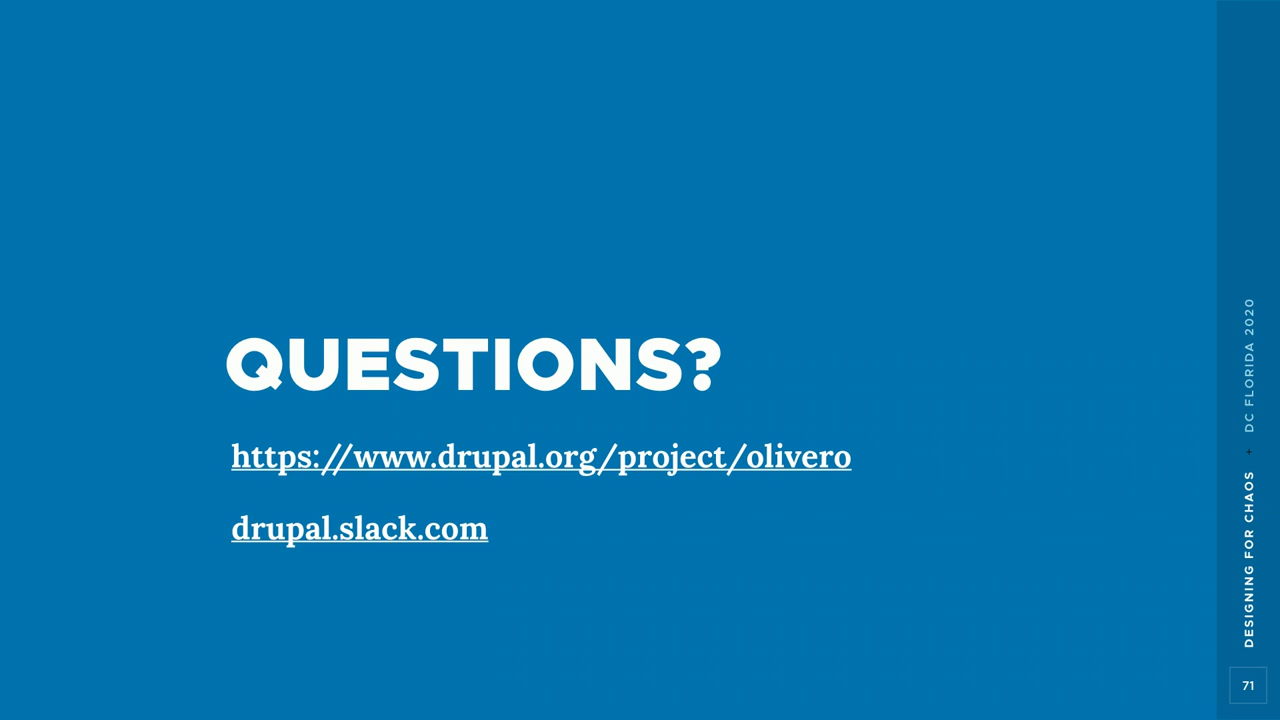 QUESTIONS?
https://www.drupal.org/project/olivero
drupal.slack.com
DESIGNING FOR CHAOS + DC FLORIDA 2020
71